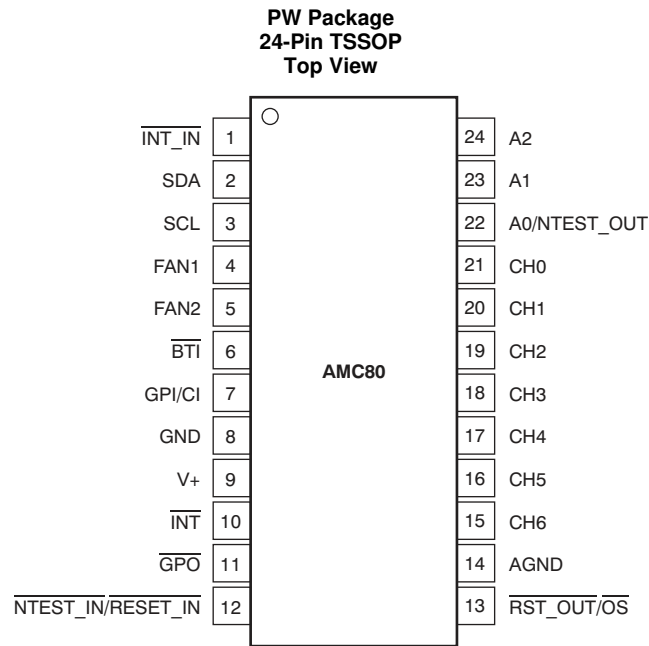 PW Package
24-Pin TSSOP
Top View
INT_IN 1
SDA 2
SCL 3
FAN1 4
FAN2 5
BTI 6
GPI/CI 7
GND 8
V+ 9
INT 10
GPO 11
NTEST_IN/RESET_IN 12
AMC80
24 A2
23 A1
22 A0/NTEST_OUT
21 CH0
20 CH1
19 CH2
18 CH3
17 CH4
16 CH5
15 CH6
14 AGND
13 RST_OUT/OS